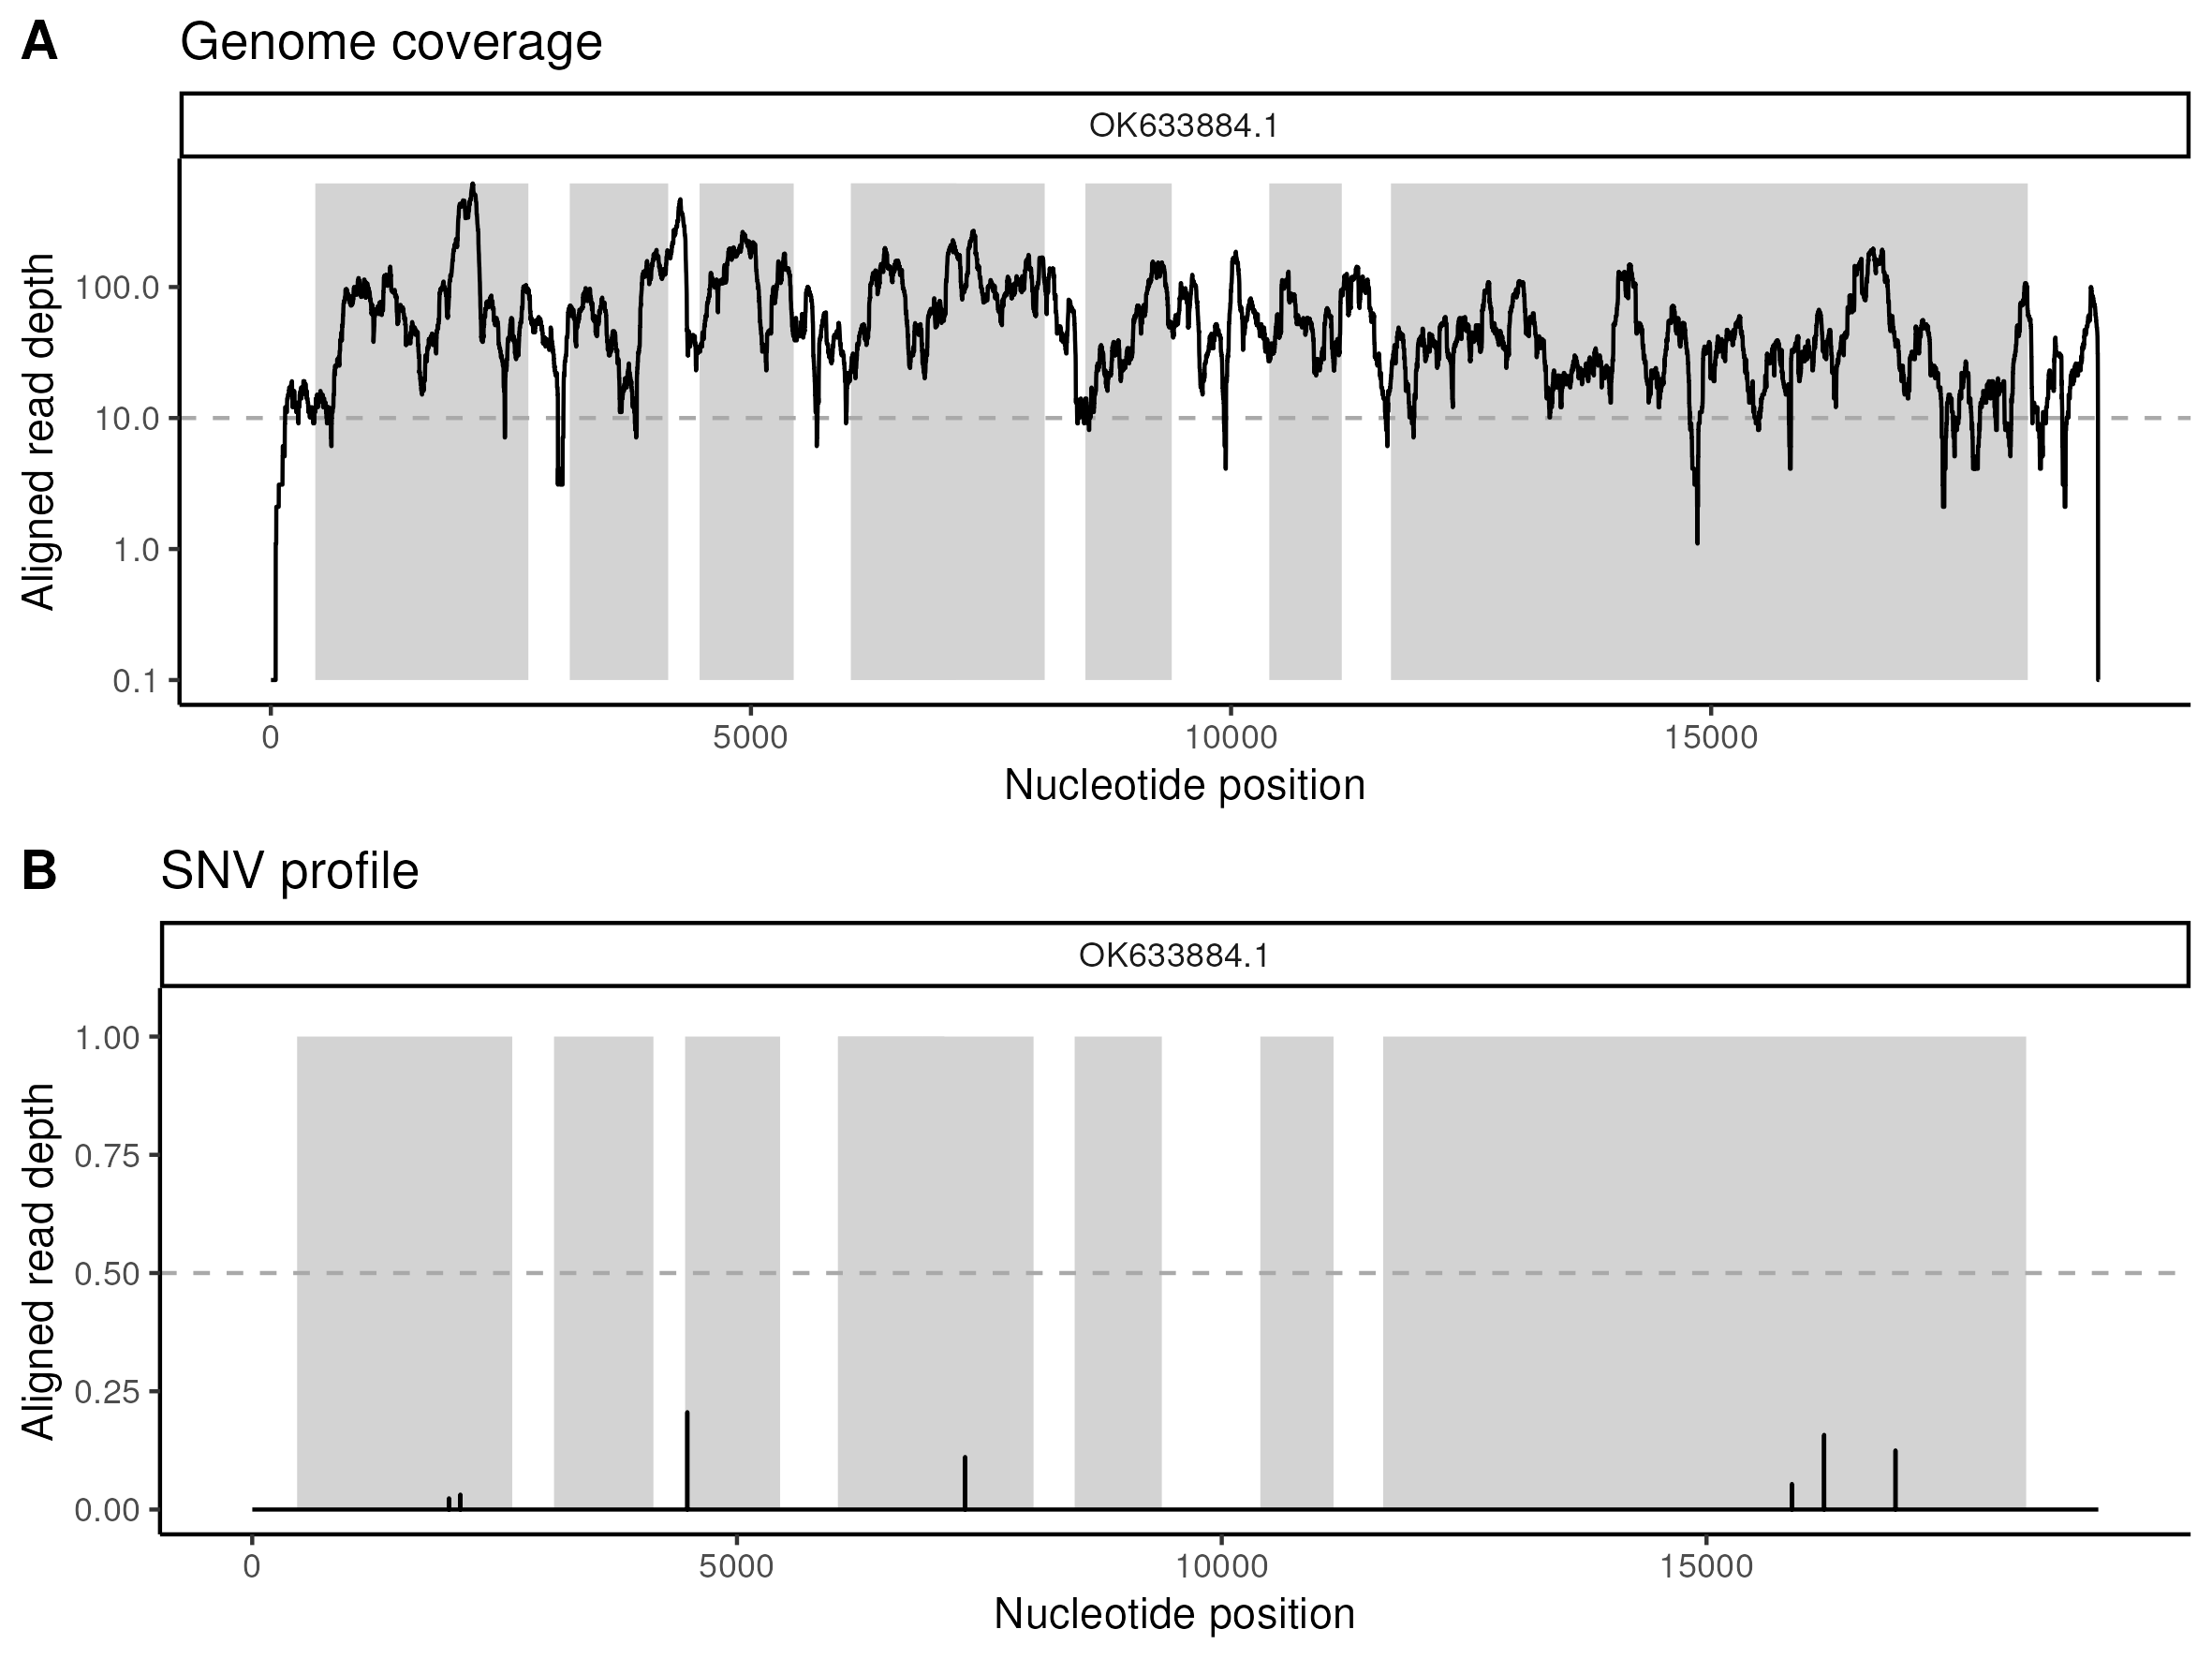 A Genome coverage
OK633884.1
Aligned read depth
100.0
10.0
1.0
0.1
0 5000 10000 15000
Nucleotide position
B SNV profile
OK633884.1
Aligned read depth
1.00
0.75
0.50
0.25
0.00
0 5000 10000 15000
Nucleotide position